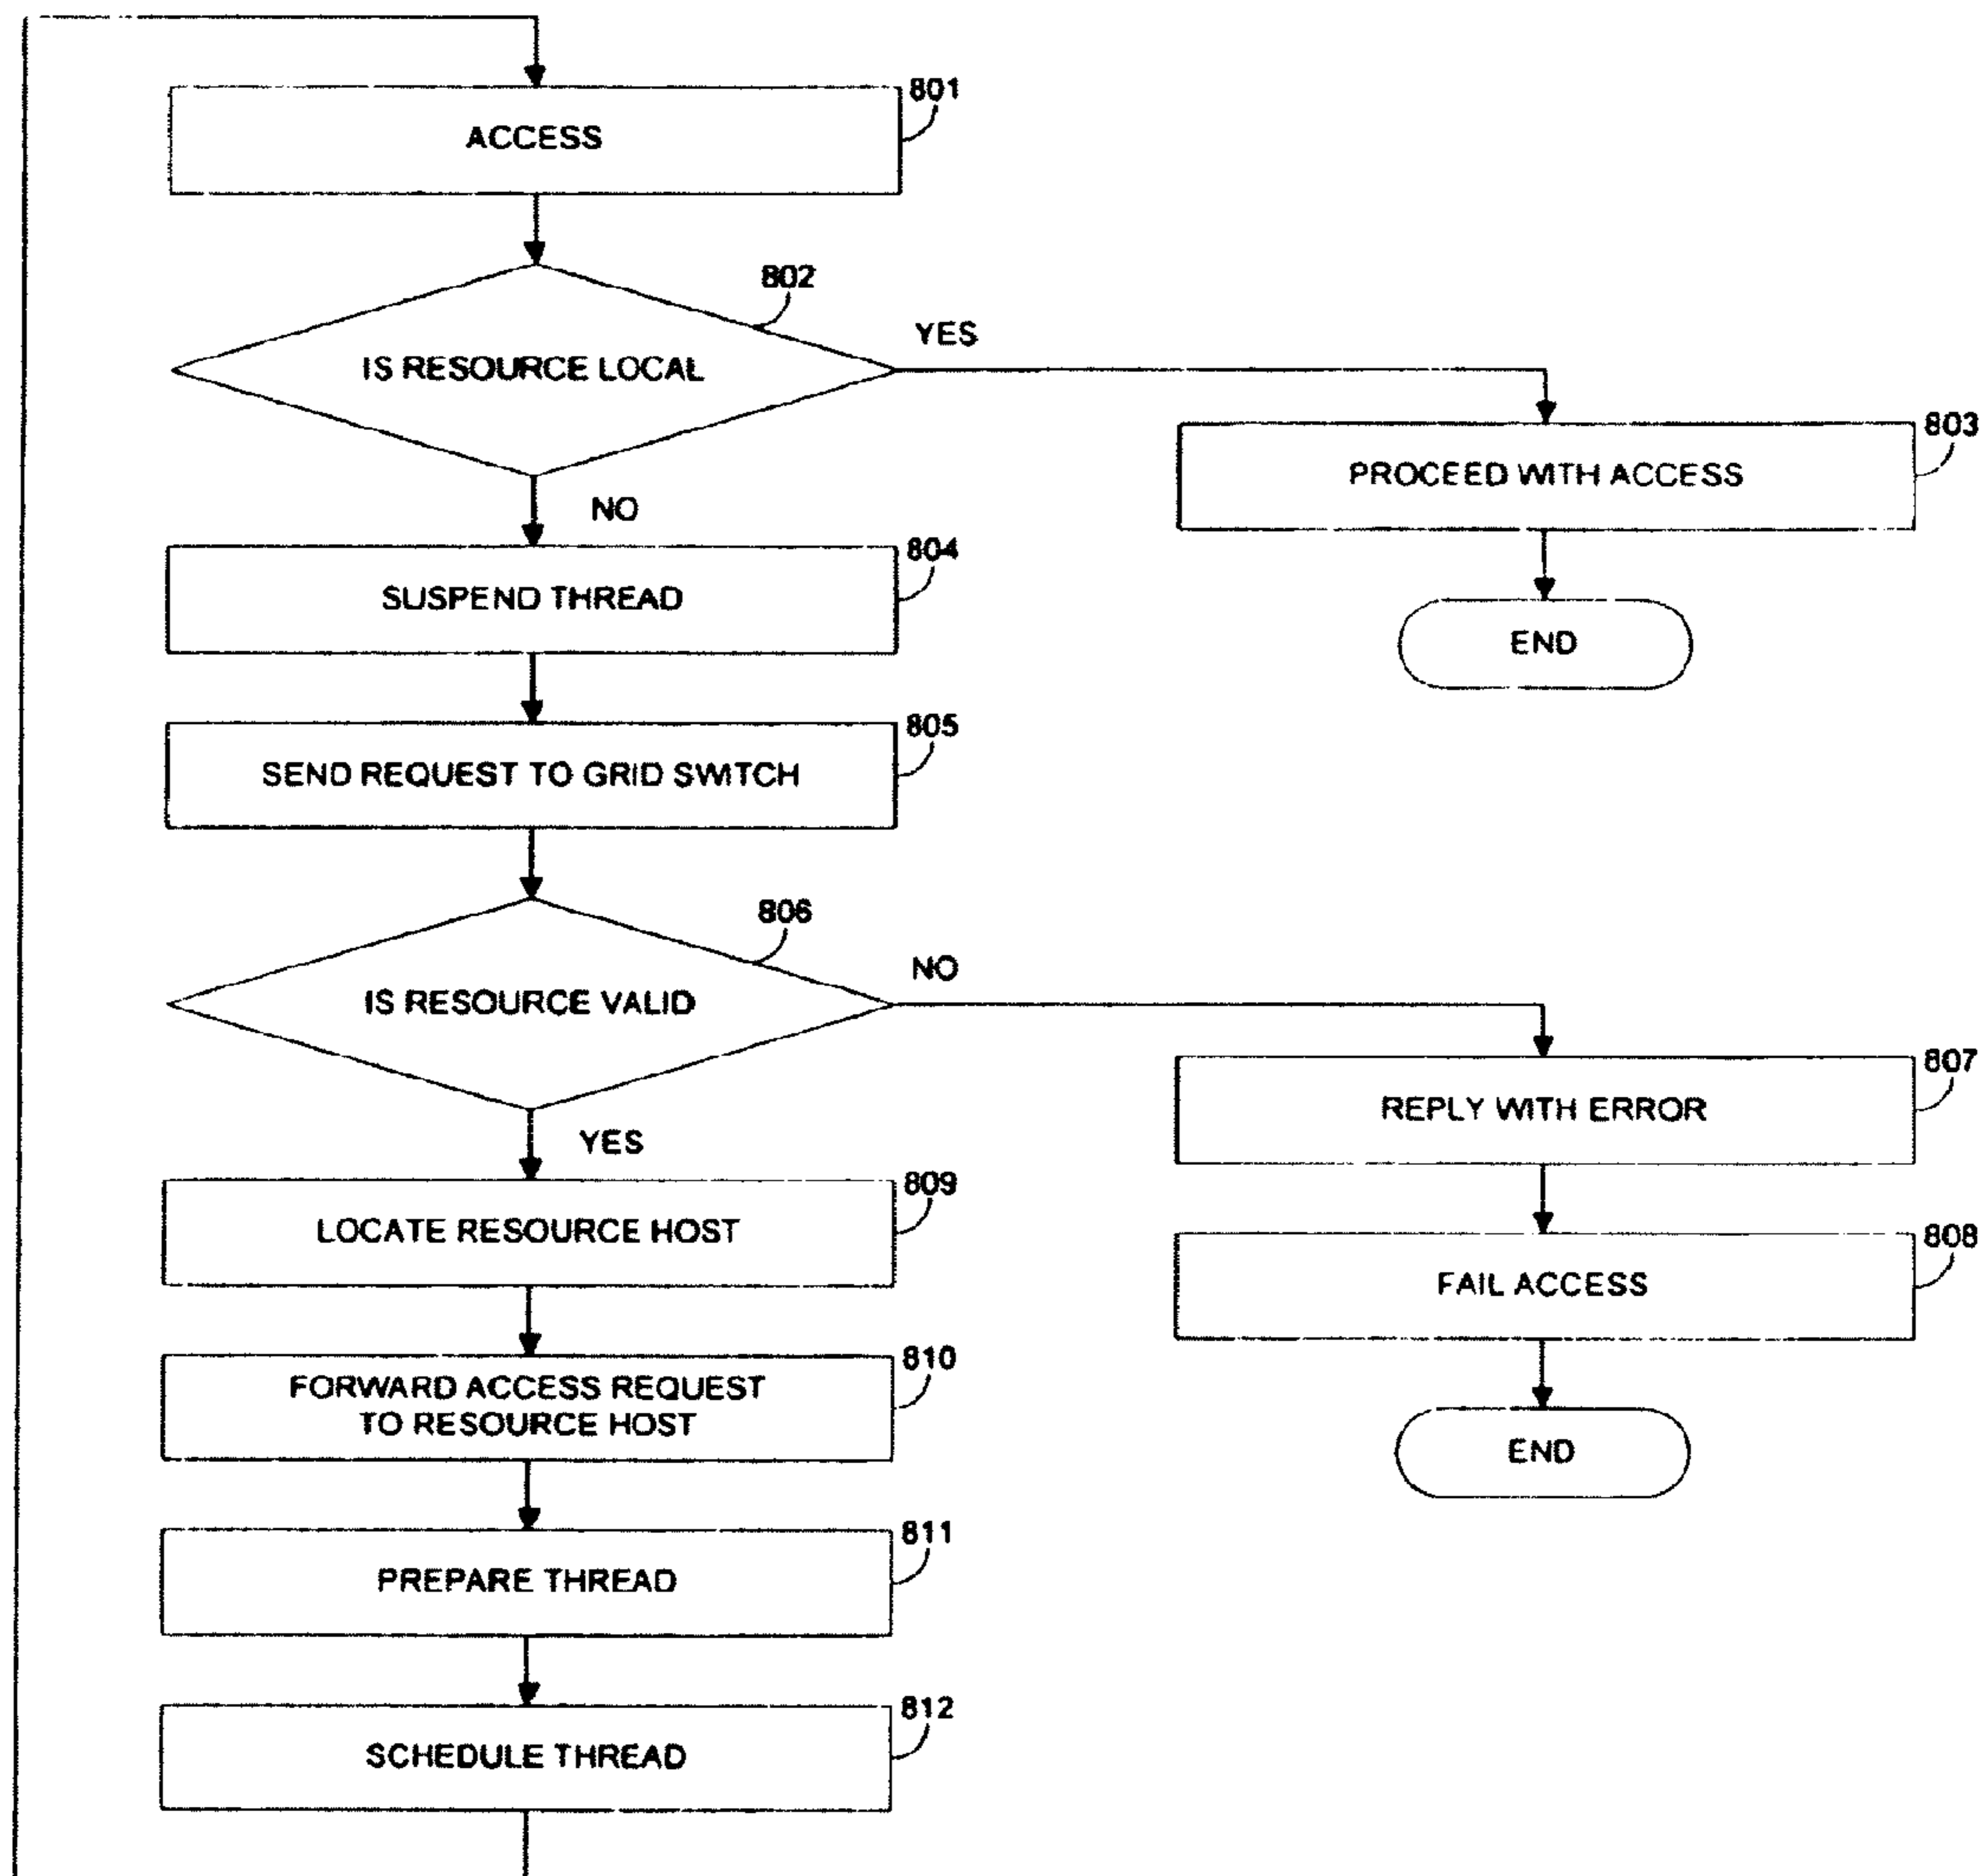 801
ACCESS
802
IS RESOURCE LOCAL
YES
803
PROCEED WITH ACCESS
NO
END
804
SUSPEND THREAD
805
SEND REQUEST TO GRID SWITCH
806
IS RESOURCE VALID
NO
807
REPLY WITH ERROR
YES
808
FAIL ACCESS
END
809
LOCATE RESOURCE HOST
810
FORWARD ACCESS REQUEST
TO RESOURCE HOST
811
PREPARE THREAD
812
SCHEDULE THREAD